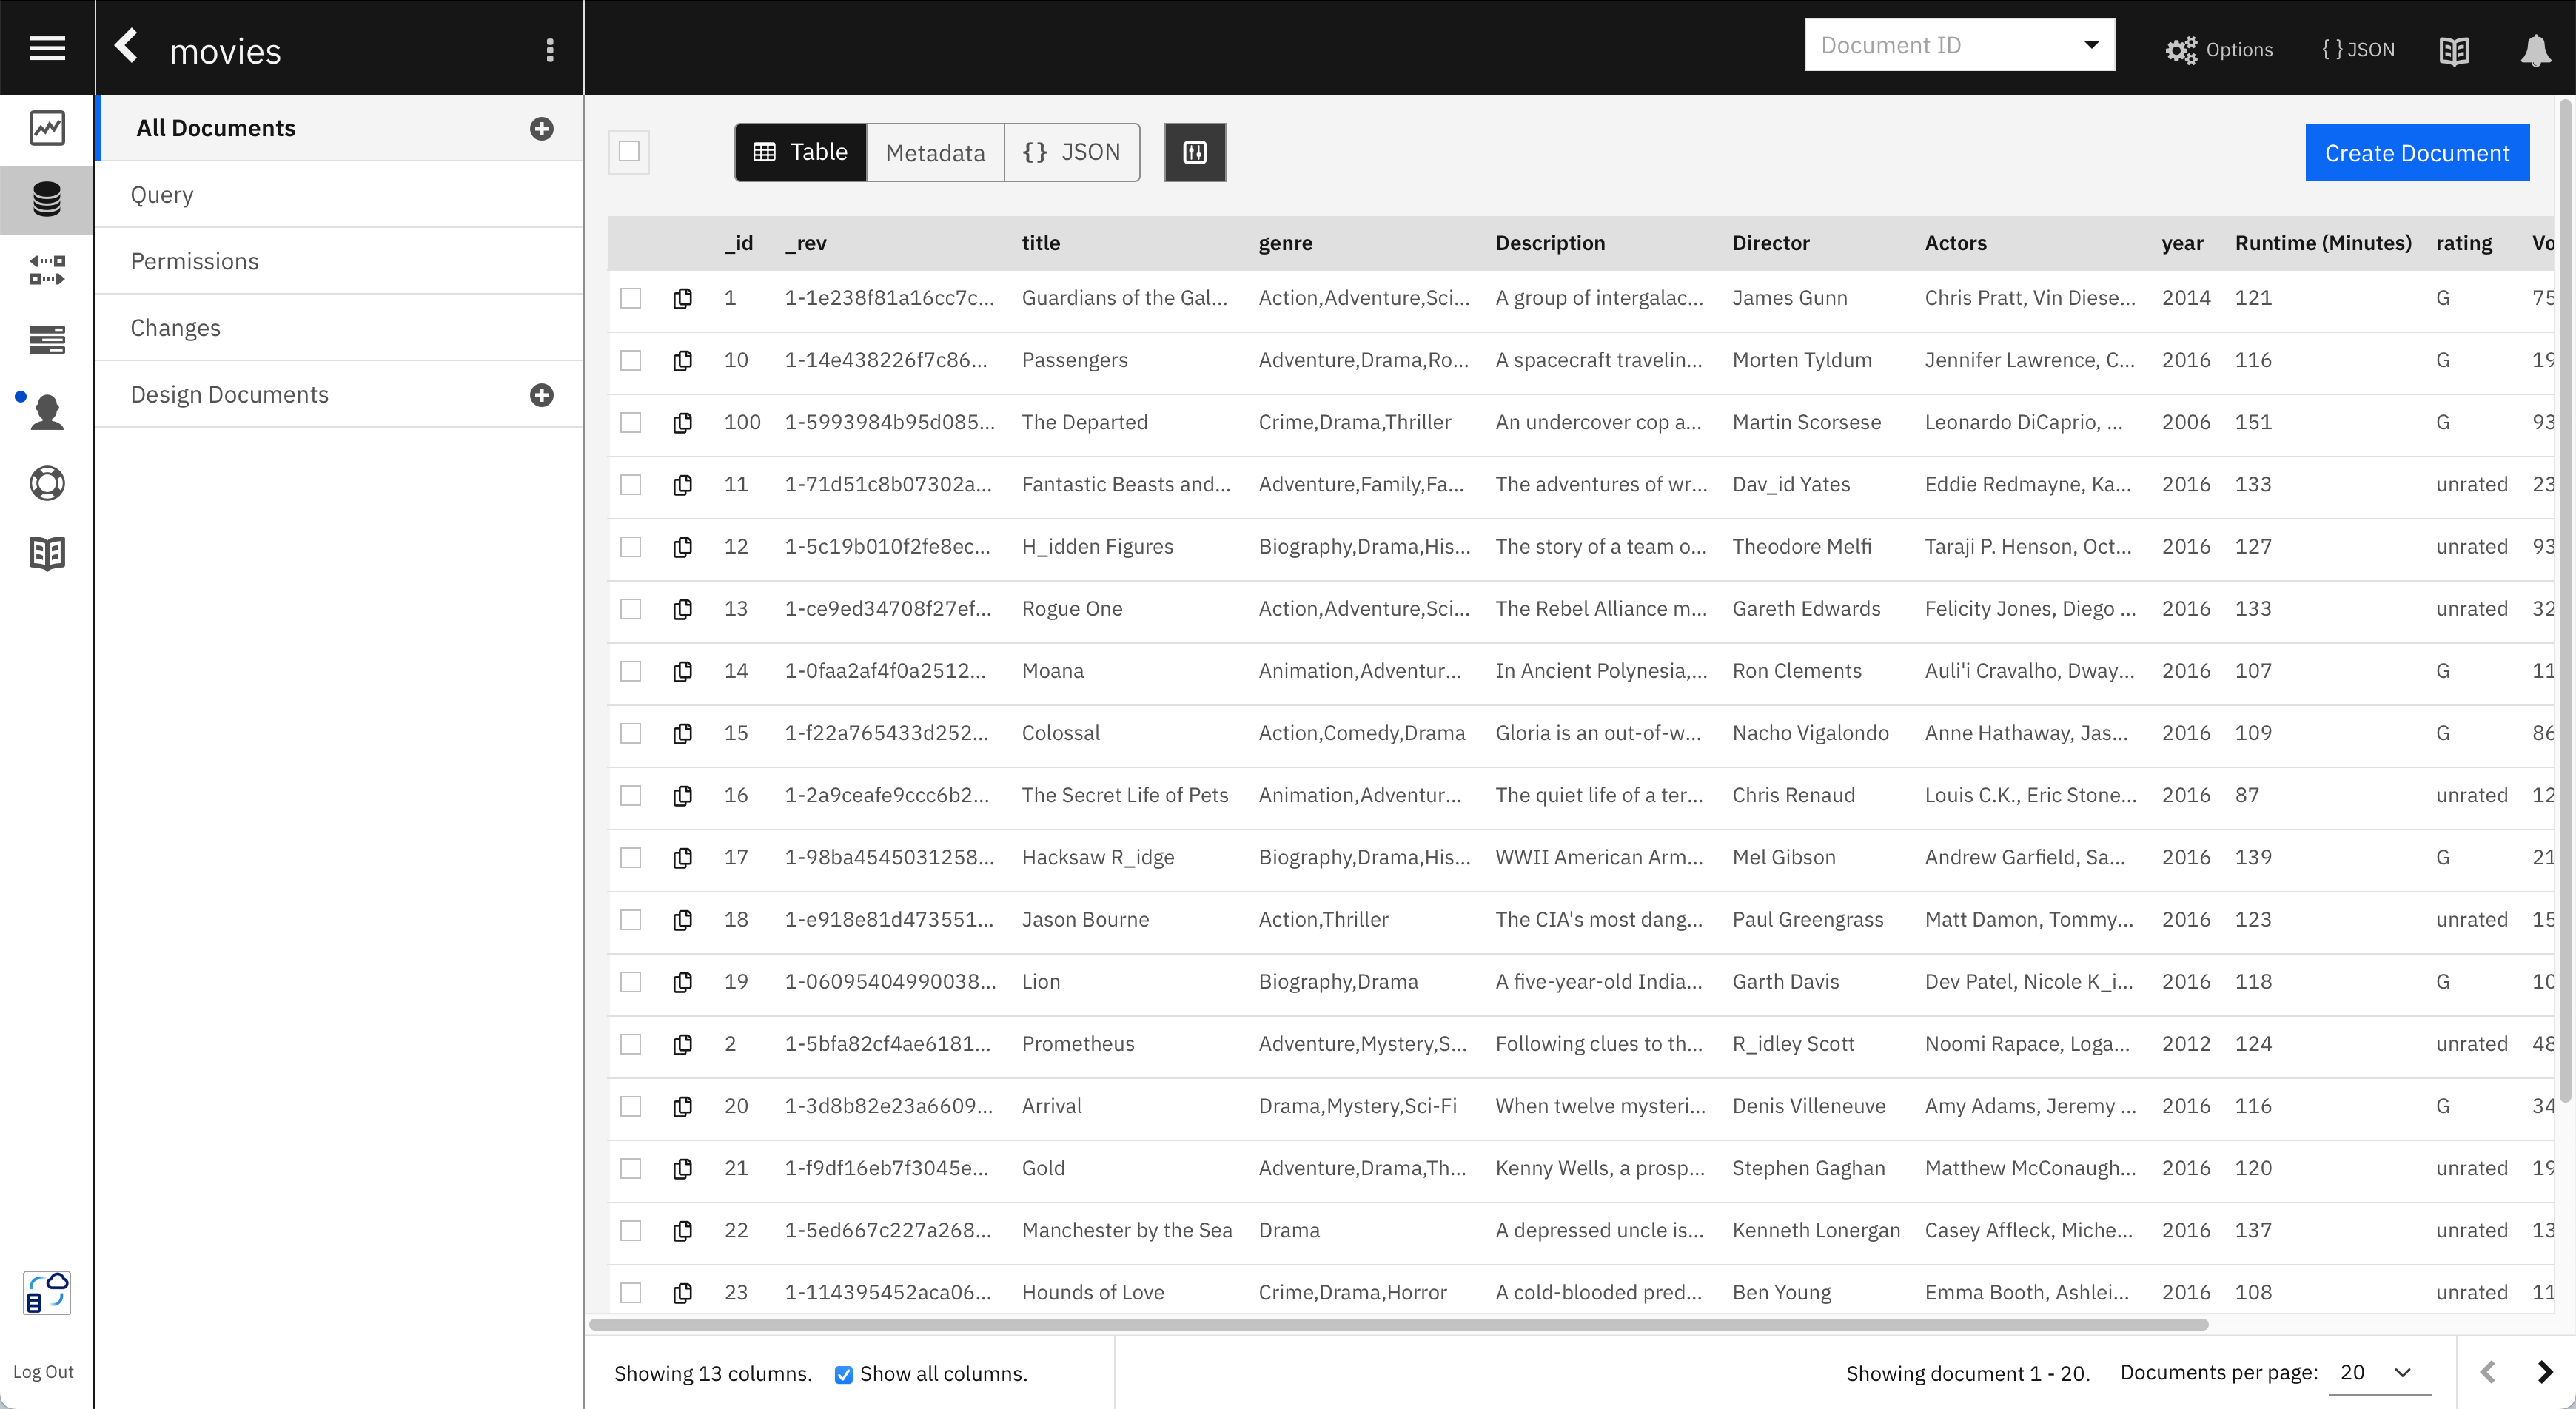 movies
Document ID
Options
{ } JSON
All Documents
Query
Permissions
Changes
Design Documents
Log Out
Table Metadata {} JSON
Create Document
_id _rev title genre Description Director Actors year Runtime (Minutes) rating Vo
1 1-1e238f81a16cc7c... Guardians of the Gal... Action,Adventure,Sci... A group of intergalac... James Gunn Chris Pratt, Vin Diese... 2014 121 G 75
10 1-14e438226f7c86... Passengers Adventure,Drama,Ro... A spacecraft travelin... Morten Tyldum Jennifer Lawrence, C... 2016 116 G 19
100 1-5993984b95d085... The Departed Crime,Drama,Thriller An undercover cop a... Martin Scorsese Leonardo DiCaprio, ... 2006 151 G 93
11 1-71d51c8b07302a... Fantastic Beasts and... Adventure,Family,Fa... The adventures of wr... Dav_id Yates Eddie Redmayne, Ka... 2016 133 unrated 23
12 1-5c19b010f2fe8ec... H_idden Figures Biography,Drama,His... The story of a team o... Theodore Melfi Taraji P. Henson, Oct... 2016 127 unrated 93
13 1-ce9ed34708f27ef... Rogue One Action,Adventure,Sci... The Rebel Alliance m... Gareth Edwards Felicity Jones, Diego ... 2016 133 unrated 32
14 1-0faa2af4f0a2512... Moana Animation,Adventur... In Ancient Polynesia,... Ron Clements Auli'i Cravalho, Dway... 2016 107 G 11
15 1-f22a765433d252... Colossal Action,Comedy,Drama Gloria is an out-of-w... Nacho Vigalondo Anne Hathaway, Jas... 2016 109 G 86
16 1-2a9ceafe9ccc6b2... The Secret Life of Pets Animation,Adventur... The quiet life of a ter... Chris Renaud Louis C.K., Eric Stone... 2016 87 unrated 12
17 1-98ba4545031258... Hacksaw R_idge Biography,Drama,His... WWII American Arm... Mel Gibson Andrew Garfield, Sa... 2016 139 G 21
18 1-e918e81d473551... Jason Bourne Action,Thriller The CIA's most dang... Paul Greengrass Matt Damon, Tommy... 2016 123 unrated 15
19 1-06095404990038... Lion Biography,Drama A five-year-old India... Garth Davis Dev Patel, Nicole K_i... 2016 118 G 10
2 1-5bfa82cf4ae6181... Prometheus Adventure,Mystery,S... Following clues to th... R_idley Scott Noomi Rapace, Loga... 2012 124 unrated 48
20 1-3d8b82e23a6609... Arrival Drama,Mystery,Sci-Fi When twelve mysteri... Denis Villeneuve Amy Adams, Jeremy ... 2016 116 G 34
21 1-f9df16eb7f3045e... Gold Adventure,Drama,Th... Kenny Wells, a prosp... Stephen Gaghan Matthew McConaugh... 2016 120 unrated 19
22 1-5ed667c227a268... Manchester by the Sea Drama A depressed uncle is... Kenneth Lonergan Casey Affleck, Miche... 2016 137 unrated 13
23 1-114395452aca06... Hounds of Love Crime,Drama,Horror A cold-blooded pred... Ben Young Emma Booth, Ashlei... 2016 108 unrated 11
Showing 13 columns. Show all columns. Showing document 1 - 20. Documents per page: 20